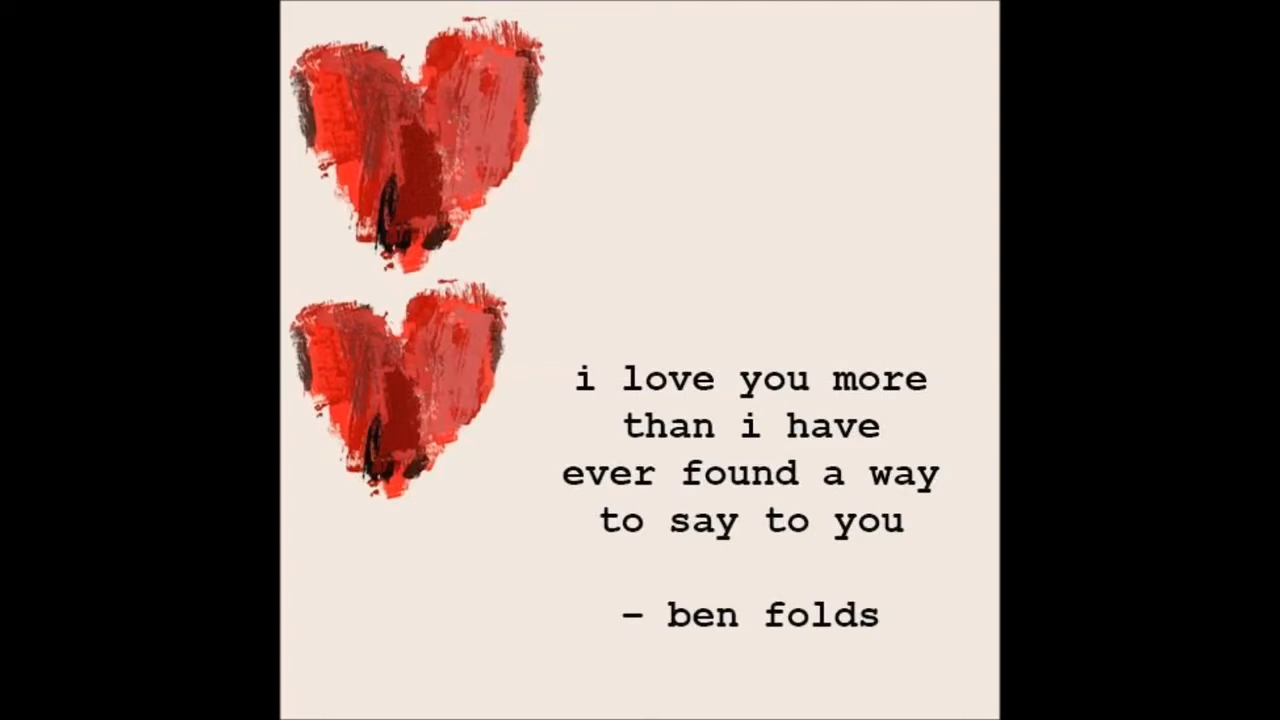 i love you more
than i have
ever found a way
to say to you
– ben folds